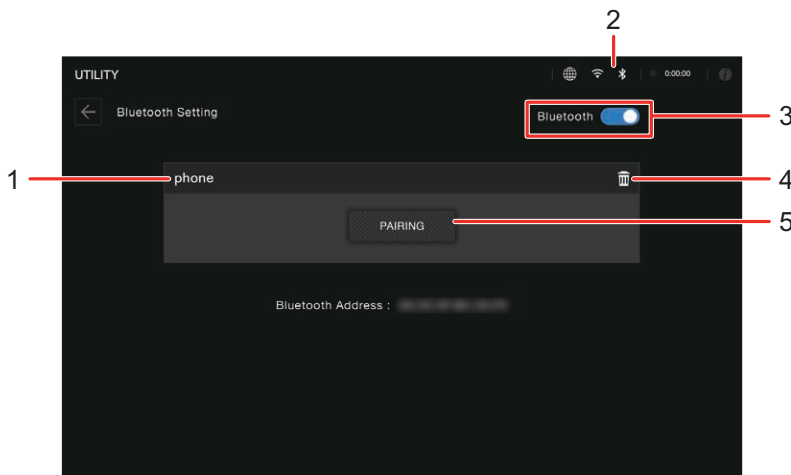 2
UTILITY
0:00:00
Bluetooth Setting
Bluetooth
3
1
phone
4
PAIRING
5
Bluetooth Address :